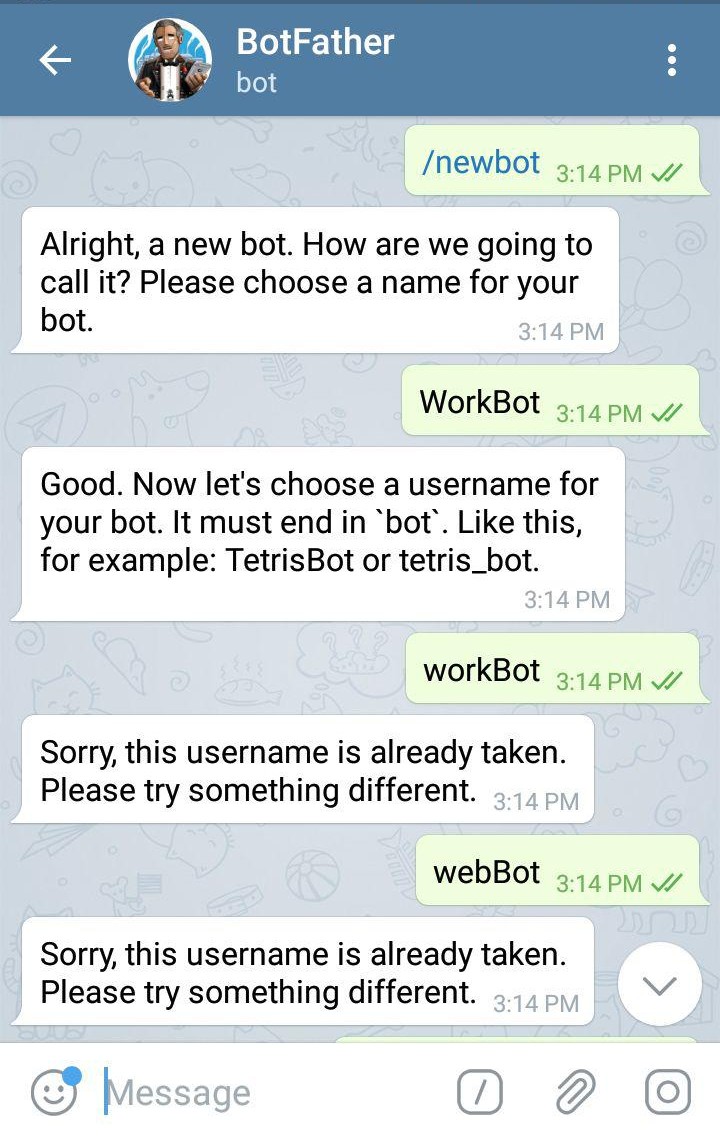 BotFather
bot
/newbot 3:14 PM
Alright, a new bot. How are we going to
call it? Please choose a name for your
bot.
3:14 PM
WorkBot 3:14 PM
Good. Now let's choose a username for
your bot. It must end in `bot`. Like this,
for example: TetrisBot or tetris_bot.
3:14 PM
workBot 3:14 PM
Sorry, this username is already taken.
Please try something different. 3:14 PM
webBot 3:14 PM
Sorry, this username is already taken.
Please try something different. 3:14 PM
Message